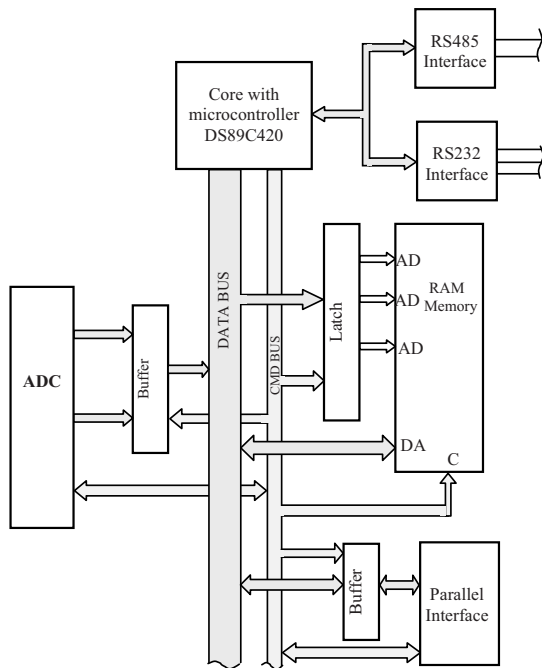 RS485
Interface
Core with
microcontroller
DS89C420
RS232
Interface
DATA BUS
CMD BUS
Latch
AD
RAM
Memory
AD
AD
ADC
Buffer
DA
C
Buffer
Parallel
Interface